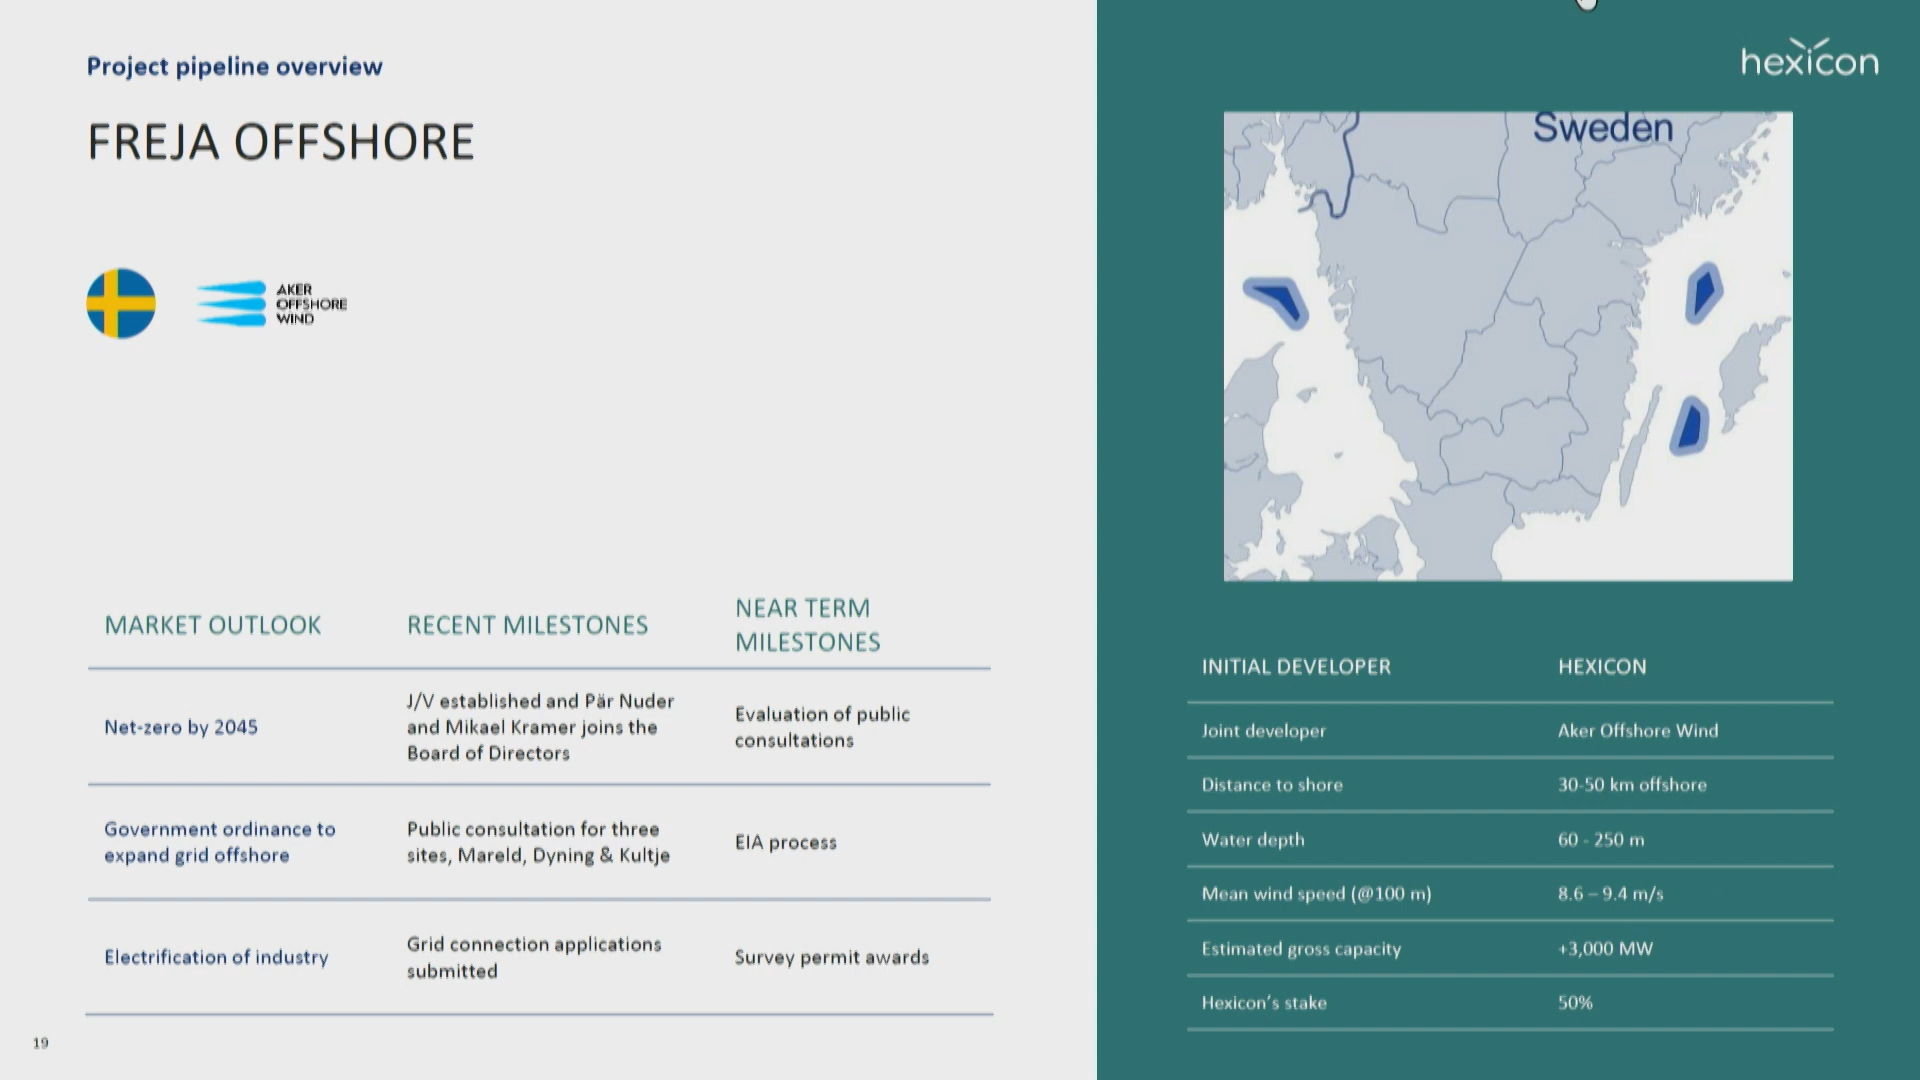 Project pipeline overview
FREJA OFFSHORE
AKER
OFFSHORE
WIND
MARKET OUTLOOK
RECENT MILESTONES
NEAR TERM
MILESTONES
Net-zero by 2045
J/V established and Pär Nuder
and Mikael Kramer joins the
Board of Directors
Evaluation of public
consultations
Government ordinance to
expand grid offshore
Public consultation for three
sites, Mareld, Dyning & Kultje
EIA process
Electrification of industry
Grid connection applications
submitted
Survey permit awards
19
hexicon
Sweden
INITIAL DEVELOPER
HEXICON
Joint developer
Aker Offshore Wind
Distance to shore
30-50 km offshore
Water depth
60 - 250 m
Mean wind speed (@100 m)
8.6 – 9.4 m/s
Estimated gross capacity
+3,000 MW
Hexicon's stake
50%